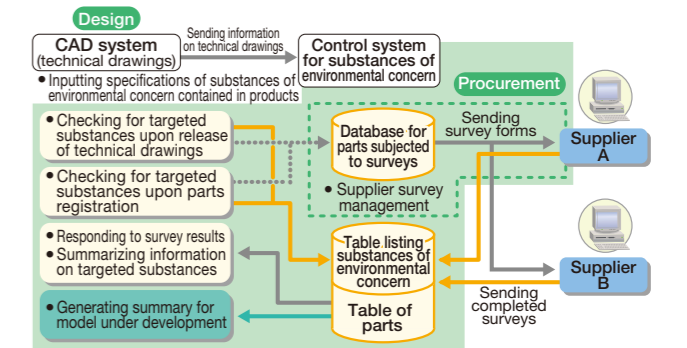 Design
CAD system
(technical drawings)
Sending information
on technical drawings
Control system
for substances of
environmental concern
• Inputting specifications of substances of
environmental concern contained in products
Procurement
• Checking for targeted
substances upon release
of technical drawings
• Checking for targeted
substances upon parts
registration
Database for
parts subjected
to surveys
• Supplier survey
management
Sending
survey forms
Supplier
A
• Responding to survey results
• Summarizing information
on targeted substances
• Generating summary for
model under development
Table listing
substances of
environmental
concern
Table of
parts
Supplier
B
Sending
completed
surveys